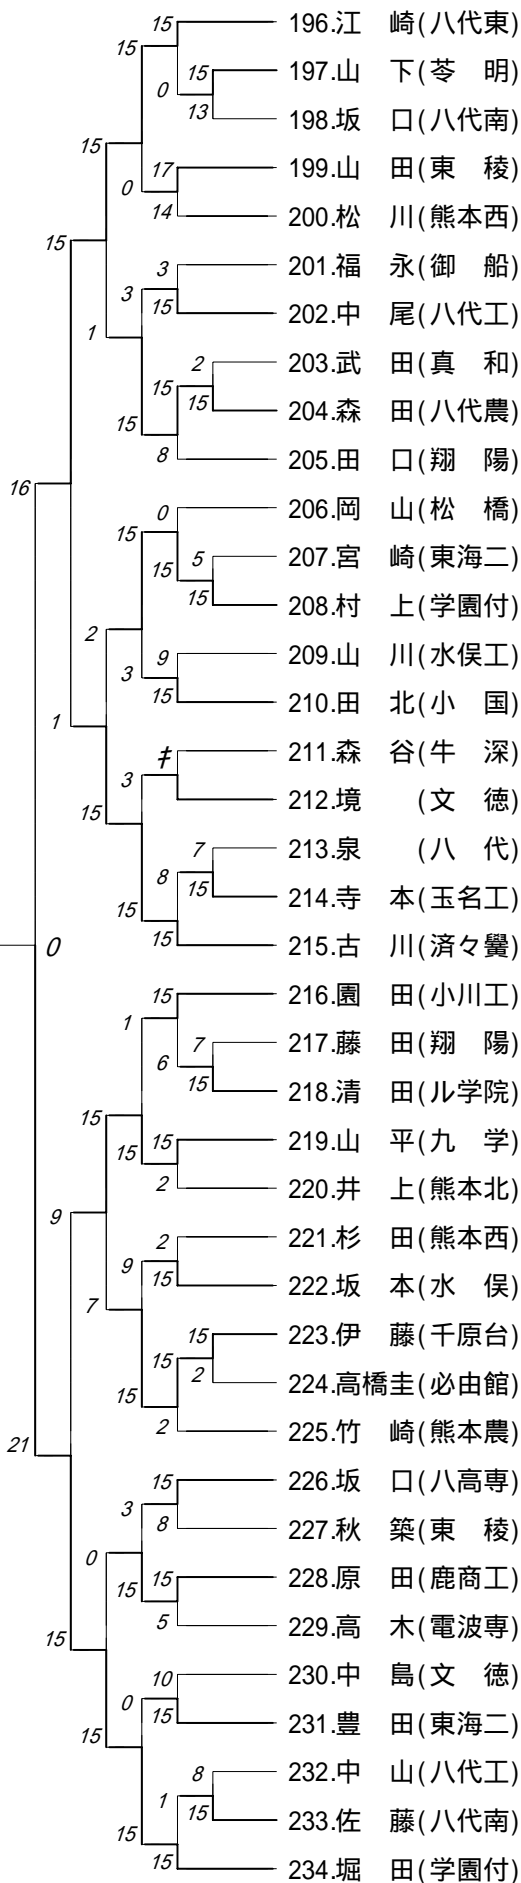 15 196.江　崎(八代東)
15
15 197.山　下(苓　明)
0
13 198.坂　口(八代南)
15
17 199.山　田(東　稜)
0
14 200.松　川(熊本西)
15
3 201.福　永(御　船)
3
15 202.中　尾(八代工)
1
2 203.武　田(真　和)
15
15 204.森　田(八代農)
15
8 205.田　口(翔　陽)
16
0 206.岡　山(松　橋)
15
5 207.宮　崎(東海二)
15
15 208.村　上(学園付)
2
9 209.山　川(水俣工)
3
15 210.田　北(小　国)
1
キ 211.森　谷(牛　深)
3
212.境　　(文　徳)
15
7 213.泉　　(八　代)
8
15 214.寺　本(玉名工)
15
15 215.古　川(済々黌)
0
15 216.園　田(小川工)
1
7 217.藤　田(翔　陽)
6
15 218.清　田(ル学院)
15
15 219.山　平(九　学)
15
2 220.井　上(熊本北)
9
2 221.杉　田(熊本西)
9
15 222.坂　本(水　俣)
7
15 223.伊　藤(千原台)
15
2 224.高橋圭(必由館)
15
2 225.竹　崎(熊本農)
21
15 226.坂　口(八高専)
3
8 227.秋　築(東　稜)
0
15 228.原　田(鹿商工)
15
5 229.高　木(電波専)
15
10 230.中　島(文　徳)
0
15 231.豊　田(東海二)
15
8 232.中　山(八代工)
1
15 233.佐　藤(八代南)
15
15 234.堀　田(学園付)